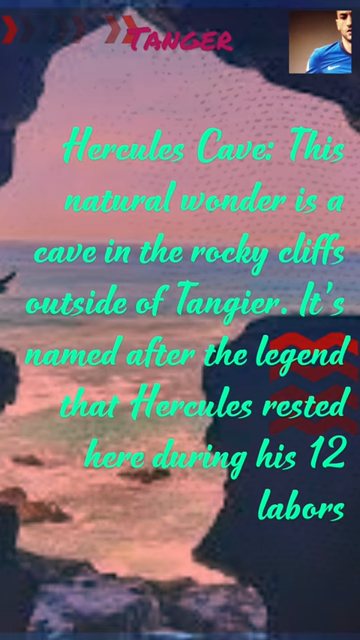 Tanger
Hercules Cave: This
natural wonder is a
cave in the rocky cliffs
outside of Tangier. It's
named after the legend
that Hercules rested
here during his 12
labors